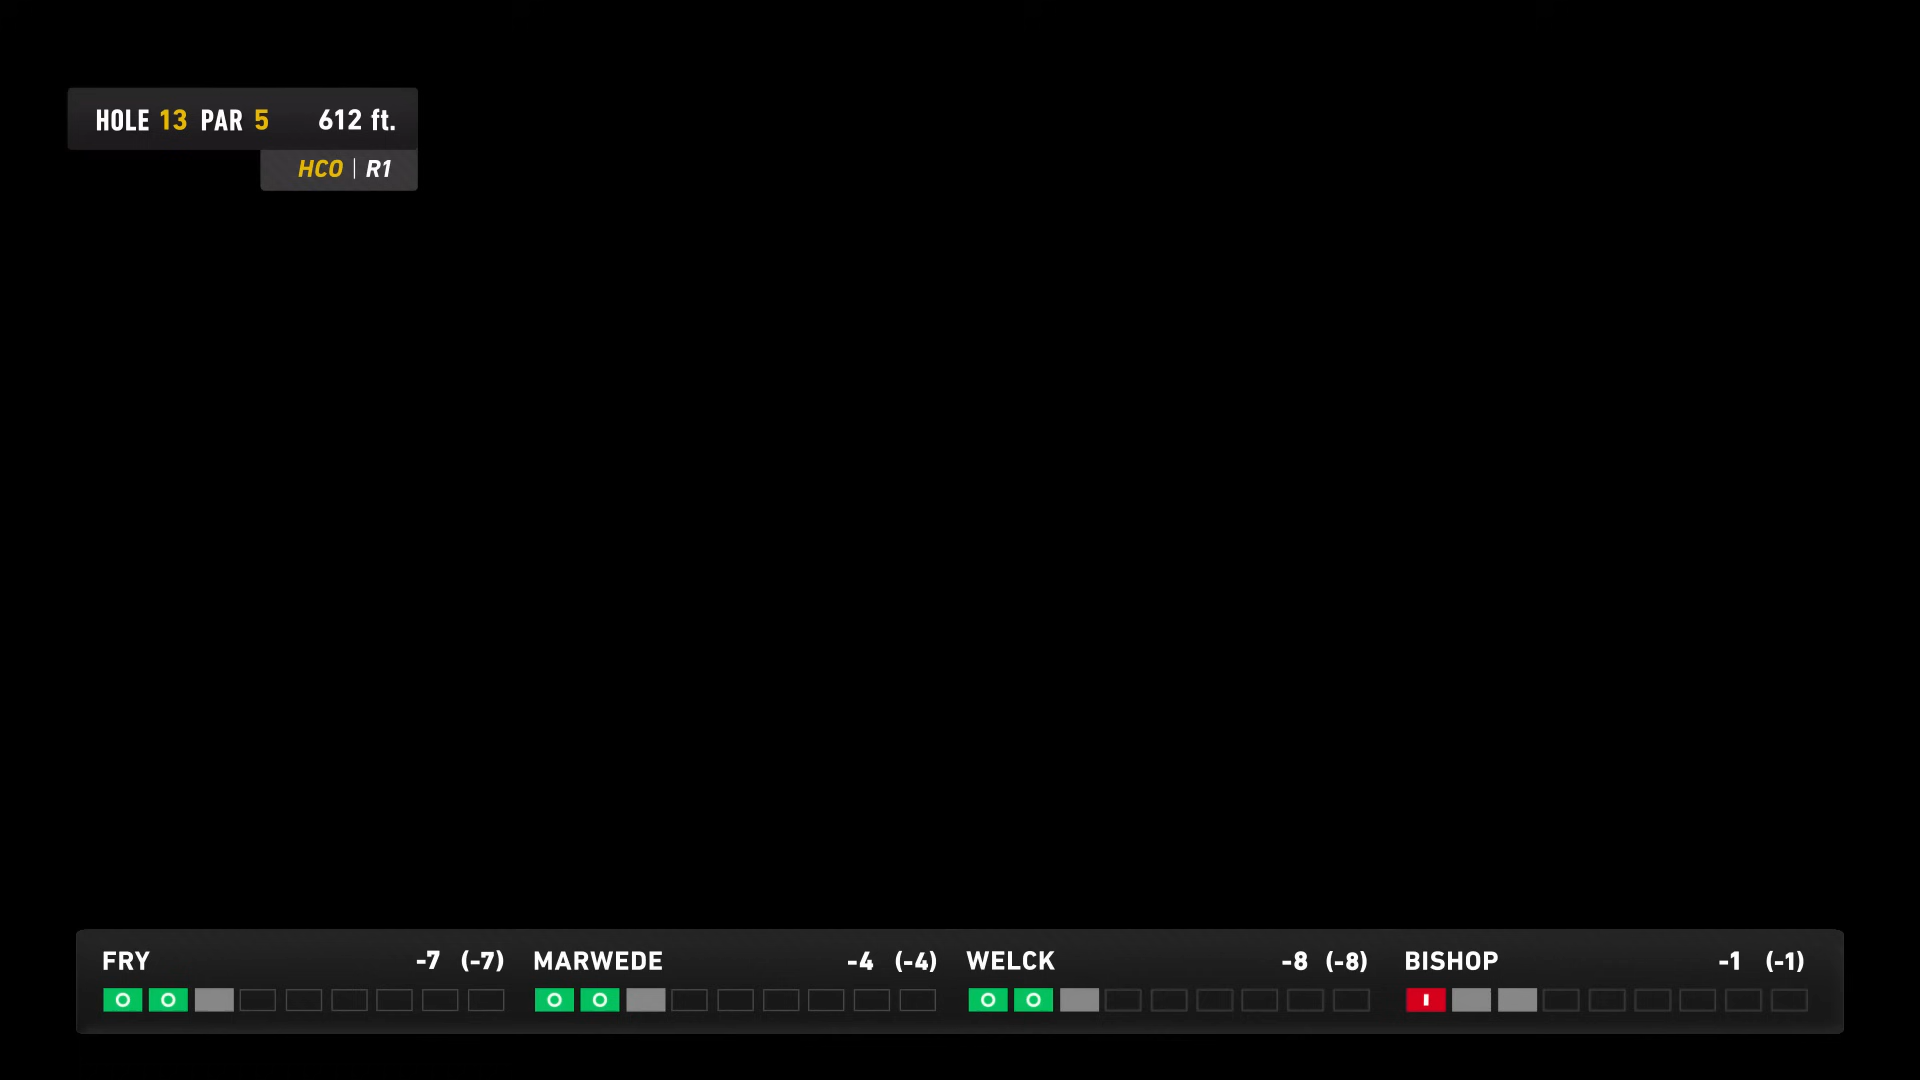 HOLE 13 PAR 5 612 ft.
HCO | R1
FRY -7 (-7) MARWEDE -4 (-4) WELCK -8 (-8) BISHOP -1 (-1)
O O O O O O I